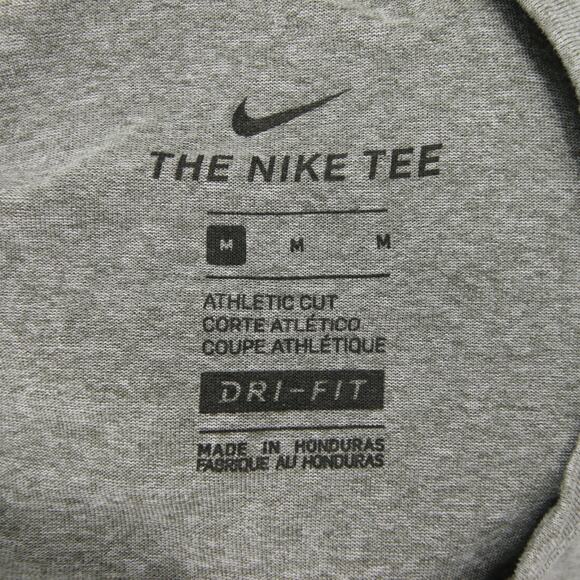 THE NIKE TEE
M M M
ATHLETIC CUT
CORTE ATLÉTICO
COUPE ATHLÉTIQUE
DRI-FIT
MADE IN HONDURAS
FABRIQUE AU HONDURAS